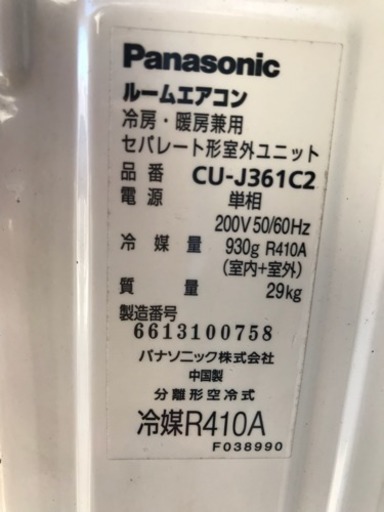 Panasonic
ルームエアコン
冷房・暖房兼用
セパレート形室外ユニット
品番 CU-J361C2
電源 単相
200V 50/60Hz
冷媒量 930g R410A
(室内+室外)
質量 29kg
製造番号
6613100758
パナソニック株式会社
中国製
分離形空冷式
冷媒R410A
F038990